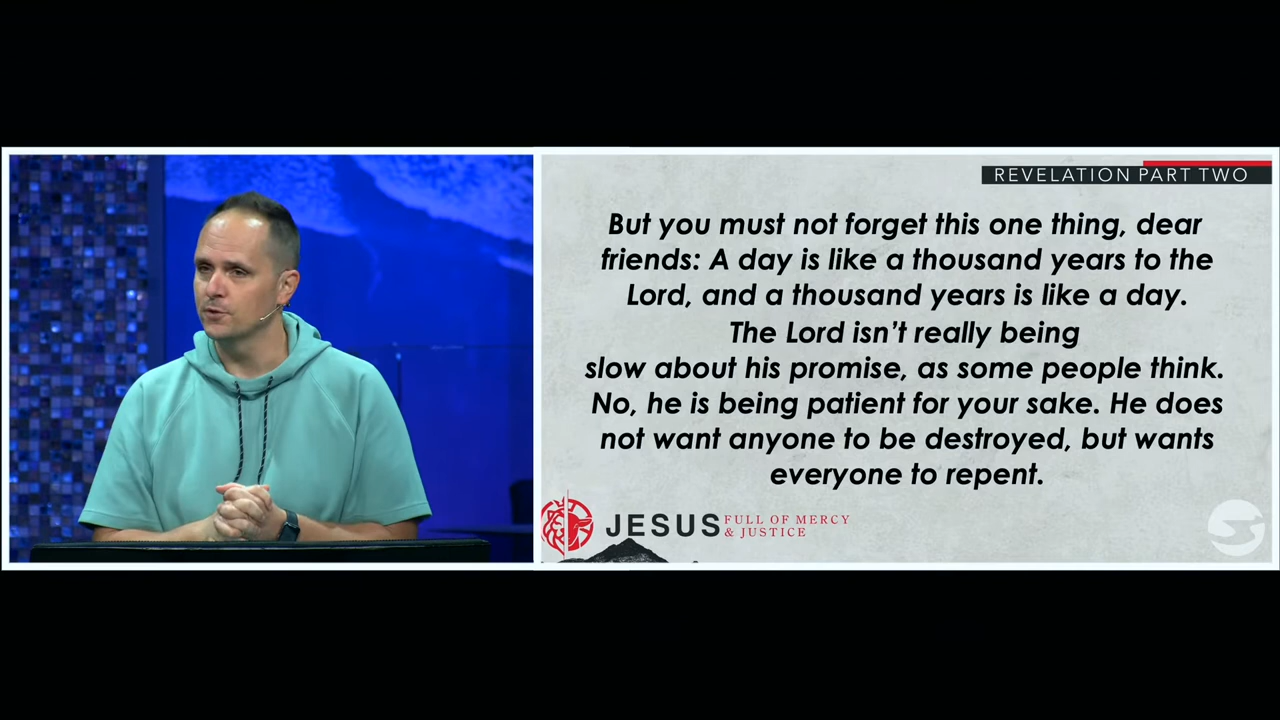 REVELATION PART TWO
But you must not forget this one thing, dear
friends: A day is like a thousand years to the
Lord, and a thousand years is like a day.
The Lord isn’t really being
slow about his promise, as some people think.
No, he is being patient for your sake. He does
not want anyone to be destroyed, but wants
everyone to repent.
JESUS FULL OF MERCY
& JUSTICE